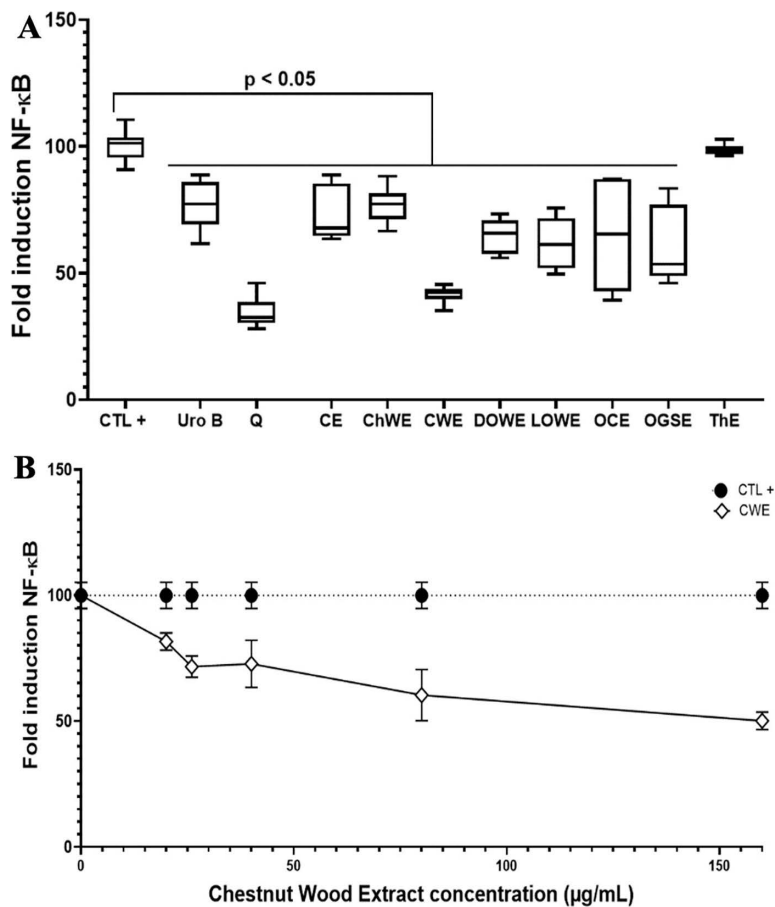 A
Fold induction NF-κB
150
100
50
0
p < 0.05
CTL + Uro B Q CE ChWE CWE DOWE LOWE OCE OGSE ThE
B
Fold induction NF-κB
150
100
50
0
CTL +
CWE
0 50 100 150
Chestnut Wood Extract concentration (µg/mL)